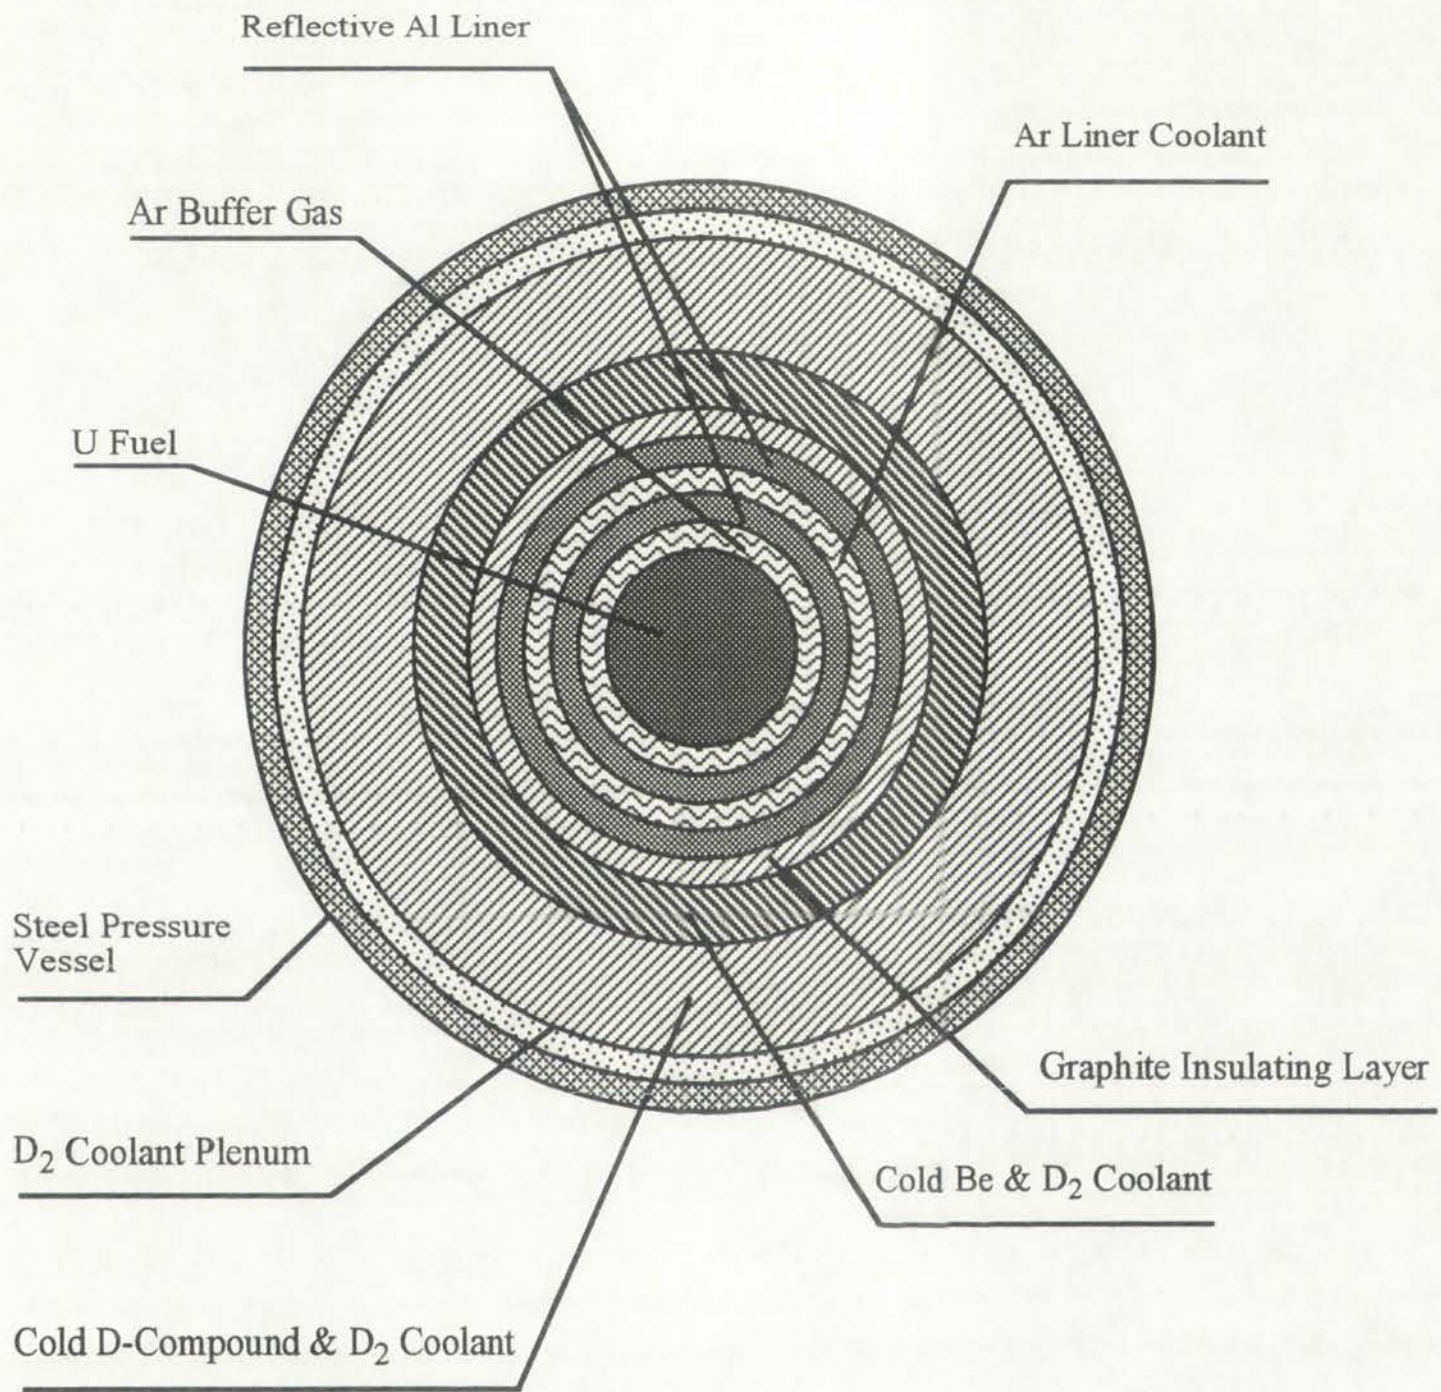 Reflective Al Liner
Ar Liner Coolant
Ar Buffer Gas
U Fuel
Steel Pressure
Vessel
Graphite Insulating Layer
D₂ Coolant Plenum
Cold Be & D₂ Coolant
Cold D-Compound & D₂ Coolant